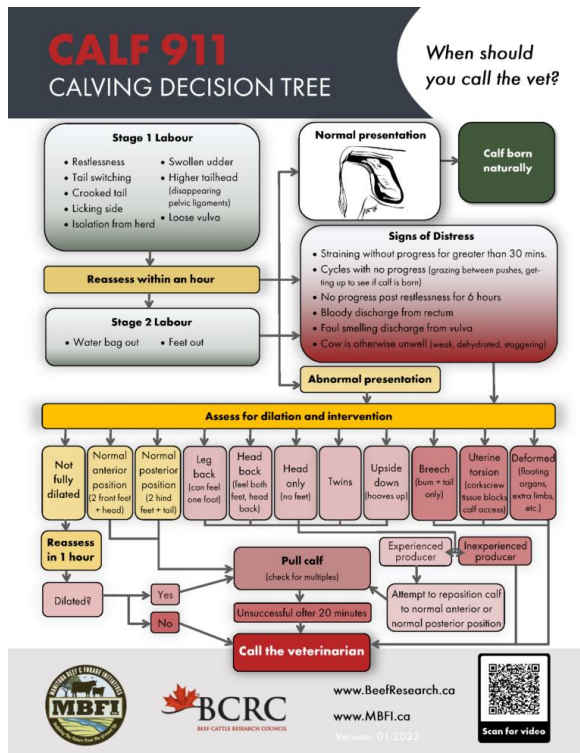 CALF 911
CALVING DECISION TREE
When should
you call the vet?
Stage 1 Labour
• Restlessness
• Tail switching
• Crooked tail
• Licking side
• Isolation from herd
• Swollen udder
• Higher tailhead
(disappearing
pelvic ligaments)
• Loose vulva
Normal presentation
Calf born
naturally
Reassess within an hour
Signs of Distress
• Straining without progress for greater than 30 mins.
• Cycles with no progress (grazing between pushes, get-
ting up to see if calf is born)
• No progress past restlessness for 6 hours
• Bloody discharge from rectum
• Foul smelling discharge from vulva
• Cow is otherwise unwell (weak, dehydrated, staggering)
Stage 2 Labour
• Water bag out • Feet out
Abnormal presentation
Assess for dilation and intervention
Not
fully
dilated
Normal
anterior
position
(2 front feet
+ head)
Normal
posterior
position
(2 hind
feet + tail)
Leg
back
(can feel
one foot)
Head
back
(feel both
feet, head
back)
Head
only
(no feet)
Twins
Upside
down
(hooves up)
Breech
(bum + tail
only)
Uterine
torsion
(corkscrew
tissue blocks
calf access)
Deformed
(floating
organs,
extra limbs,
etc.)
Reassess
in 1 hour
Dilated?
Yes
No
Pull calf
(check for multiples)
Unsuccessful after 20 minutes
Experienced
producer
Inexperienced
producer
Attempt to reposition calf
to normal anterior or
normal posterior position
Call the veterinarian
MANITOBA BEEF & FORAGE INITIATIVES
MBFI
BCRC
BEEF CATTLE RESEARCH COUNCIL
www.BeefResearch.ca
www.MBFI.ca
Version: 01.2023
Scan for video